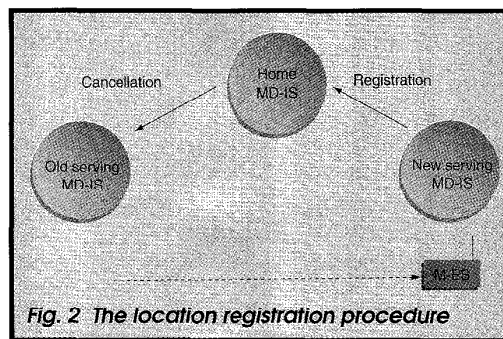 Home
MD-IS
Cancellation
Registration
Old serving
MD-IS
New serving
MD-IS
M-ES
Fig. 2 The location registration procedure